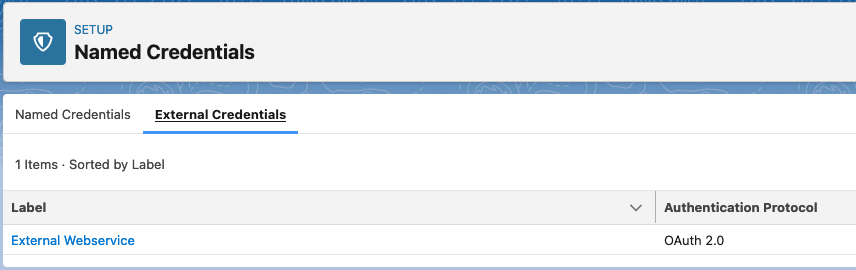 SETUP
Named Credentials
Named Credentials External Credentials
1 Items · Sorted by Label
Label Authentication Protocol
External Webservice OAuth 2.0